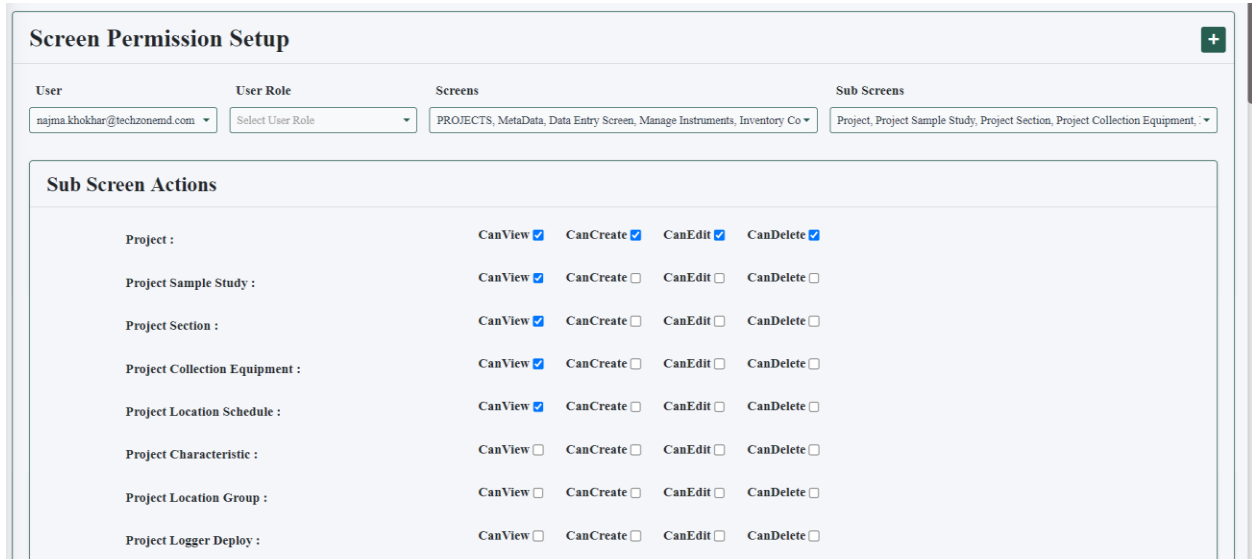 Screen Permission Setup
+
User User Role Screens Sub Screens
najma.khokhar@techzonemd.com Select User Role PROJECTS, MetaData, Data Entry Screen, Manage Instruments, Inventory Co Project, Project Sample Study, Project Section, Project Collection Equipment,
Sub Screen Actions
Project : CanView CanCreate CanEdit CanDelete
Project Sample Study : CanView CanCreate CanEdit CanDelete
Project Section : CanView CanCreate CanEdit CanDelete
Project Collection Equipment : CanView CanCreate CanEdit CanDelete
Project Location Schedule : CanView CanCreate CanEdit CanDelete
Project Characteristic : CanView CanCreate CanEdit CanDelete
Project Location Group : CanView CanCreate CanEdit CanDelete
Project Logger Deploy : CanView CanCreate CanEdit CanDelete